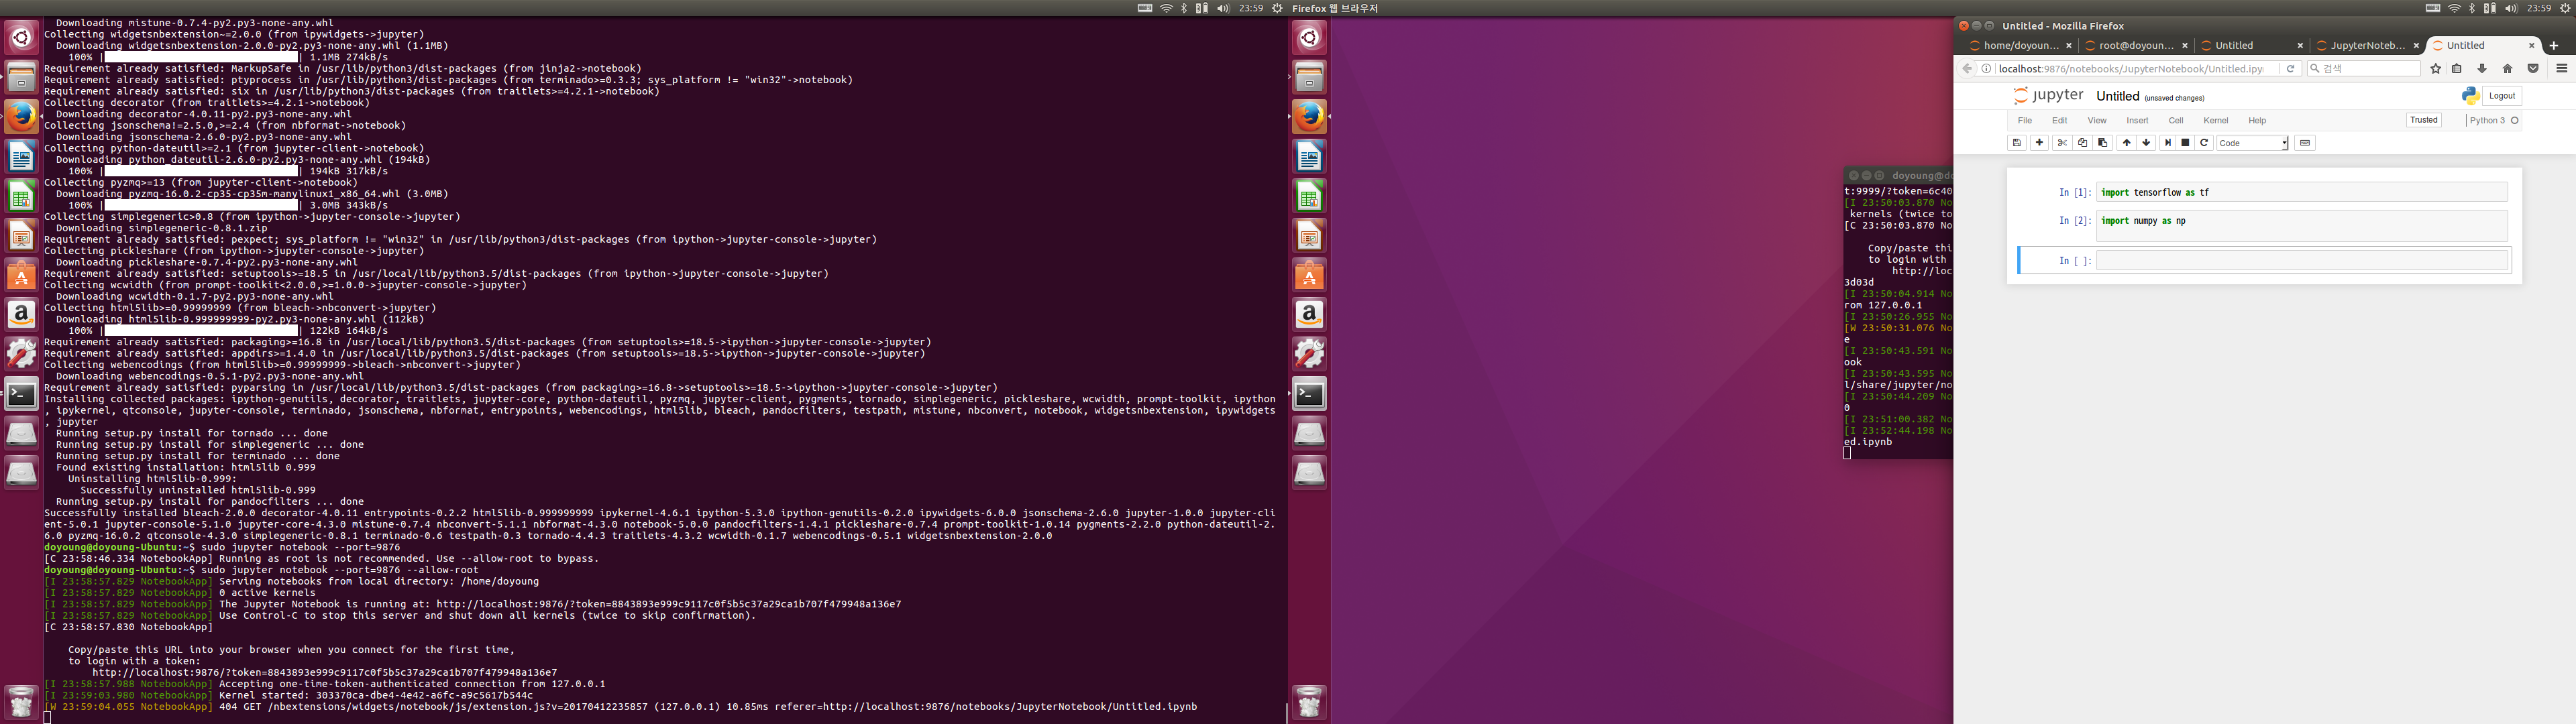 23:59
Firefox 웹 브라우저
23:59
Downloading mistune-0.7.4-py2.py3-none-any.whl
Collecting widgetsnbextension~=2.0.0 (from ipywidgets->jupyter)
Downloading widgetsnbextension-2.0.0-py2.py3-none-any.whl (1.1MB)
100% | | 1.1MB 274kB/s
Requirement already satisfied: MarkupSafe in /usr/lib/python3/dist-packages (from jinja2->notebook)
Requirement already satisfied: ptyprocess in /usr/lib/python3/dist-packages (from terminado>=0.3.3; sys_platform != "win32"->notebook)
Requirement already satisfied: six in /usr/lib/python3/dist-packages (from traitlets>=4.2.1->notebook)
Collecting decorator (from traitlets>=4.2.1->notebook)
Downloading decorator-4.0.11-py2.py3-none-any.whl
Collecting jsonschema!=2.5.0,>=2.4 (from nbformat->notebook)
Downloading jsonschema-2.6.0-py2.py3-none-any.whl
Collecting python-dateutil>=2.1 (from jupyter-client->notebook)
Downloading python_dateutil-2.6.0-py2.py3-none-any.whl (194kB)
100% | | 194kB 317kB/s
Collecting pyzmq>=13 (from jupyter-client->notebook)
Downloading pyzmq-16.0.2-cp35-cp35m-manylinux1_x86_64.whl (3.0MB)
100% | | 3.0MB 343kB/s
Collecting simplegeneric>0.8 (from ipython->jupyter-console->jupyter)
Downloading simplegeneric-0.8.1.zip
Requirement already satisfied: pexpect; sys_platform != "win32" in /usr/lib/python3/dist-packages (from ipython->jupyter-console->jupyter)
Collecting pickleshare (from ipython->jupyter-console->jupyter)
Downloading pickleshare-0.7.4-py2.py3-none-any.whl
Requirement already satisfied: setuptools>=18.5 in /usr/local/lib/python3.5/dist-packages (from ipython->jupyter-console->jupyter)
Collecting wcwidth (from prompt-toolkit<2.0.0,>=1.0.0->jupyter-console->jupyter)
Downloading wcwidth-0.1.7-py2.py3-none-any.whl
Collecting html5lib>=0.99999999 (from bleach->nbconvert->jupyter)
Downloading html5lib-0.999999999-py2.py3-none-any.whl (112kB)
100% | | 122kB 164kB/s
Requirement already satisfied: packaging>=16.8 in /usr/local/lib/python3.5/dist-packages (from setuptools>=18.5->ipython->jupyter-console->jupyter)
Requirement already satisfied: appdirs>=1.4.0 in /usr/local/lib/python3.5/dist-packages (from setuptools>=18.5->ipython->jupyter-console->jupyter)
Collecting webencodings (from html5lib>=0.99999999->bleach->nbconvert->jupyter)
Downloading webencodings-0.5.1-py2.py3-none-any.whl
Requirement already satisfied: pyparsing in /usr/local/lib/python3.5/dist-packages (from packaging>=16.8->setuptools>=18.5->ipython->jupyter-console->jupyter)
Installing collected packages: ipython-genutils, decorator, traitlets, jupyter-core, python-dateutil, pyzmq, jupyter-client, pygments, tornado, simplegeneric, pickleshare, wcwidth, prompt-toolkit, ipython
, ipykernel, qtconsole, jupyter-console, terminado, jsonschema, nbformat, entrypoints, webencodings, html5lib, bleach, pandocfilters, testpath, mistune, nbconvert, notebook, widgetsnbextension, ipywidgets
, jupyter
Running setup.py install for tornado ... done
Running setup.py install for simplegeneric ... done
Running setup.py install for terminado ... done
Found existing installation: html5lib 0.999
Uninstalling html5lib-0.999:
Successfully uninstalled html5lib-0.999
Running setup.py install for pandocfilters ... done
Successfully installed bleach-2.0.0 decorator-4.0.11 entrypoints-0.2.2 html5lib-0.999999999 ipykernel-4.6.1 ipython-5.3.0 ipython-genutils-0.2.0 ipywidgets-6.0.0 jsonschema-2.6.0 jupyter-1.0.0 jupyter-cli
ent-5.0.1 jupyter-console-5.1.0 jupyter-core-4.3.0 mistune-0.7.4 nbconvert-5.1.1 nbformat-4.3.0 notebook-5.0.0 pandocfilters-1.4.1 pickleshare-0.7.4 prompt-toolkit-1.0.14 pygments-2.2.0 python-dateutil-2.
6.0 pyzmq-16.0.2 qtconsole-4.3.0 simplegeneric-0.8.1 terminado-0.6 testpath-0.3 tornado-4.4.3 traitlets-4.3.2 wcwidth-0.1.7 webencodings-0.5.1 widgetsnbextension-2.0.0
doyoung@doyoung-Ubuntu:~$ sudo jupyter notebook --port=9876
[C 23:58:46.334 NotebookApp] Running as root is not recommended. Use --allow-root to bypass.
doyoung@doyoung-Ubuntu:~$ sudo jupyter notebook --port=9876 --allow-root
[I 23:58:57.829 NotebookApp] Serving notebooks from local directory: /home/doyoung
[I 23:58:57.829 NotebookApp] 0 active kernels
[I 23:58:57.829 NotebookApp] The Jupyter Notebook is running at: http://localhost:9876/?token=8843893e999c9117c0f5b5c37a29ca1b707f479948a136e7
[I 23:58:57.829 NotebookApp] Use Control-C to stop this server and shut down all kernels (twice to skip confirmation).
[C 23:58:57.830 NotebookApp]
Copy/paste this URL into your browser when you connect for the first time,
to login with a token:
http://localhost:9876/?token=8843893e999c9117c0f5b5c37a29ca1b707f479948a136e7
[I 23:58:57.988 NotebookApp] Accepting one-time-token-authenticated connection from 127.0.0.1
[I 23:59:03.980 NotebookApp] Kernel started: 303370ca-dbe4-4e42-a6fc-a9c5617b544c
[W 23:59:04.055 NotebookApp] 404 GET /nbextensions/widgets/notebook/js/extension.js?v=20170412235857 (127.0.0.1) 10.85ms referer=http://localhost:9876/notebooks/JupyterNotebook/Untitled.ipynb
doyoung@do
t:9999/?token=6c40
[I 23:50:03.870 No
kernels (twice to
[C 23:50:03.870 No
Copy/paste thi
to login with
http://loc
3d03d
[I 23:50:04.914 No
rom 127.0.0.1
[I 23:50:26.955 No
[W 23:50:31.076 No
e
[I 23:50:43.591 No
ook
[I 23:50:43.595 No
l/share/jupyter/no
[I 23:50:44.209 No
0
[I 23:51:00.382 No
[I 23:52:44.198 No
ed.ipynb
Untitled - Mozilla Firefox
home/doyoun...
root@doyoun...
Untitled
JupyterNoteb...
Untitled
localhost:9876/notebooks/JupyterNotebook/Untitled.ipyn
검색
jupyter Untitled (unsaved changes)
Logout
File Edit View Insert Cell Kernel Help
Trusted
Python 3
Code
In [1]: import tensorflow as tf
In [2]: import numpy as np
In [ ]: